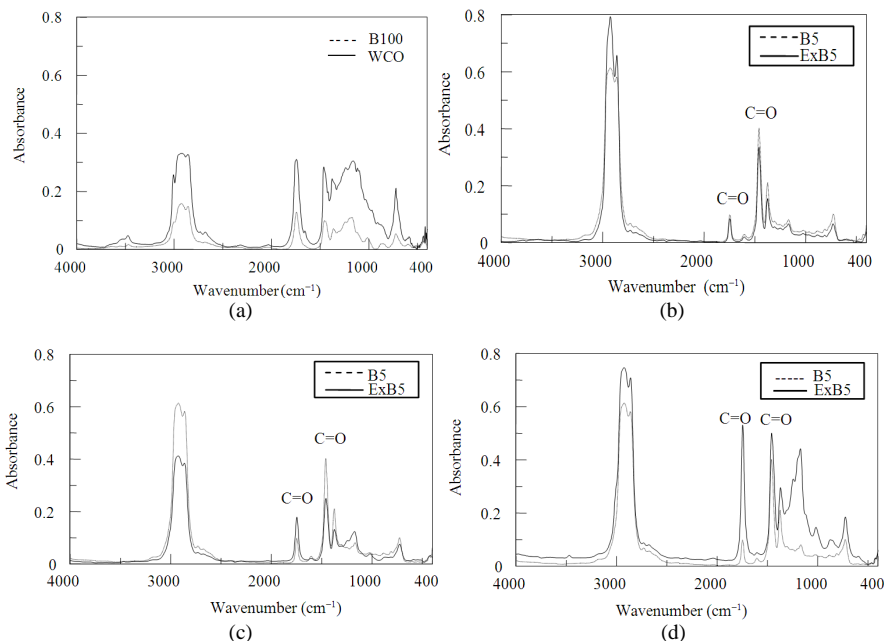 0.8
0.6
0.4
0.2
0
Absorbance
B100
WCO
4000
3000
2000
1000
400
Wavenumber (cm⁻¹)
(a)
0.8
0.6
0.4
0.2
0
Absorbance
B5
ExB5
C=O
C=O
4000
3000
2000
1000
400
Wavenumber (cm⁻¹)
(b)
0.8
0.6
0.4
0.2
0
Absorbance
B5
ExB5
C=O
C=O
4000
3000
2000
1000
400
Wavenumber (cm⁻¹)
(c)
0.8
0.6
0.4
0.2
0
Absorbance
B5
ExB5
C=O
C=O
4000
3000
2000
1000
400
Wavenumber (cm⁻¹)
(d)